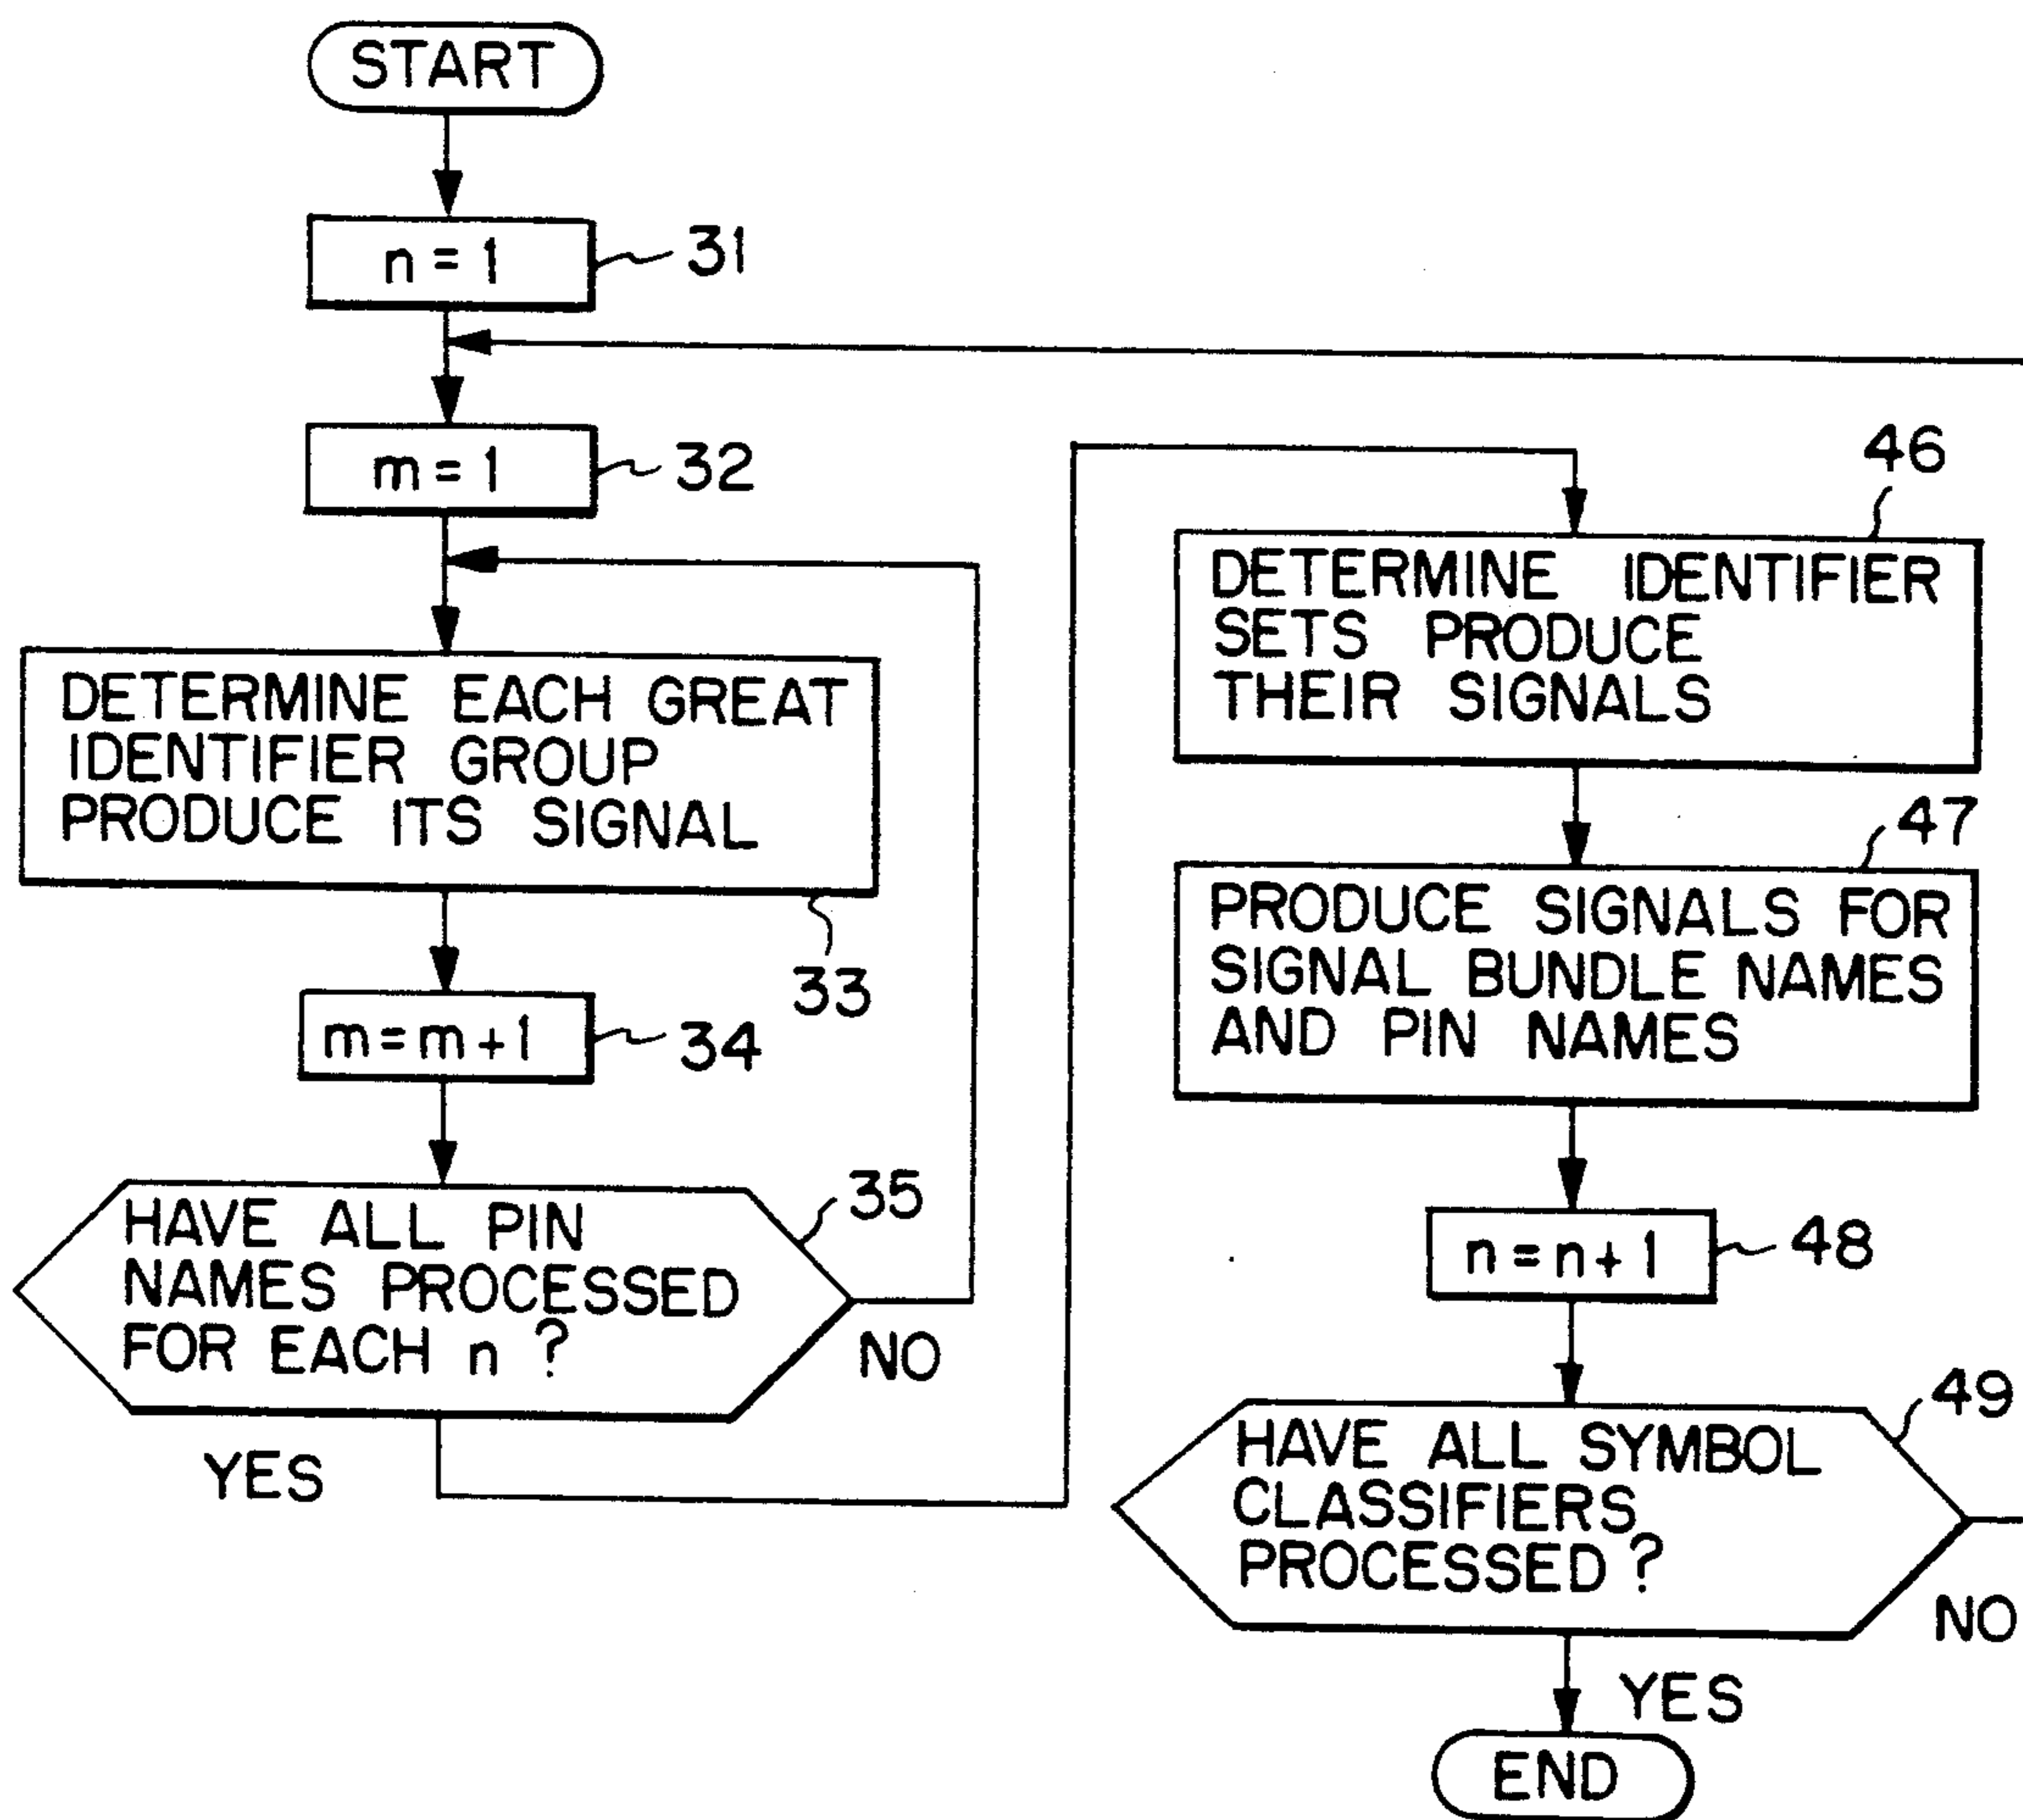 START
n = 1
31
m = 1
32
DETERMINE EACH GREAT
IDENTIFIER GROUP
PRODUCE ITS SIGNAL
33
m = m + 1
34
HAVE ALL PIN
NAMES PROCESSED
FOR EACH n ?
35
NO
YES
46
DETERMINE IDENTIFIER
SETS PRODUCE
THEIR SIGNALS
47
PRODUCE SIGNALS FOR
SIGNAL BUNDLE NAMES
AND PIN NAMES
n = n + 1
48
49
HAVE ALL SYMBOL
CLASSIFIERS
PROCESSED ?
NO
YES
END